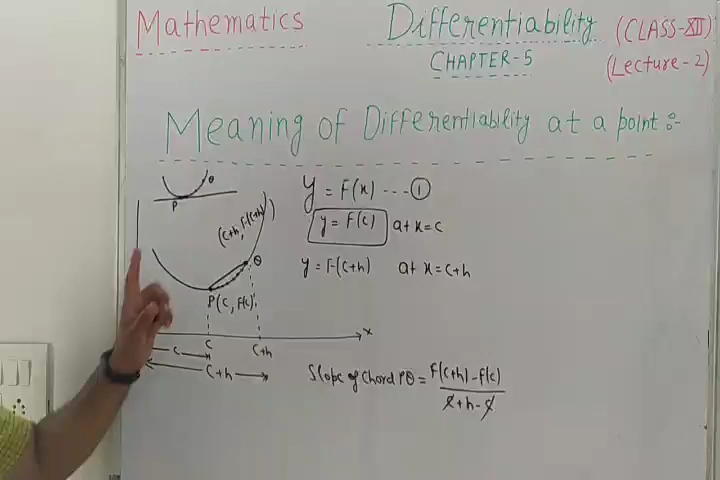 Mathematics
Differentiability (CLASS-XII)
CHAPTER-5 (Lecture-2)
Meaning of Differentiability at a point :-
Q
P
(C+h, F(C+h))
Q
P(C, F(C))
C
C+h
x
C
C+h
y = F(x) --- ①
y = F(C) at x=c
y = F(C+h) at x = C+h
Slope of Chord PQ = F(C+h) - F(C)
c+h-c